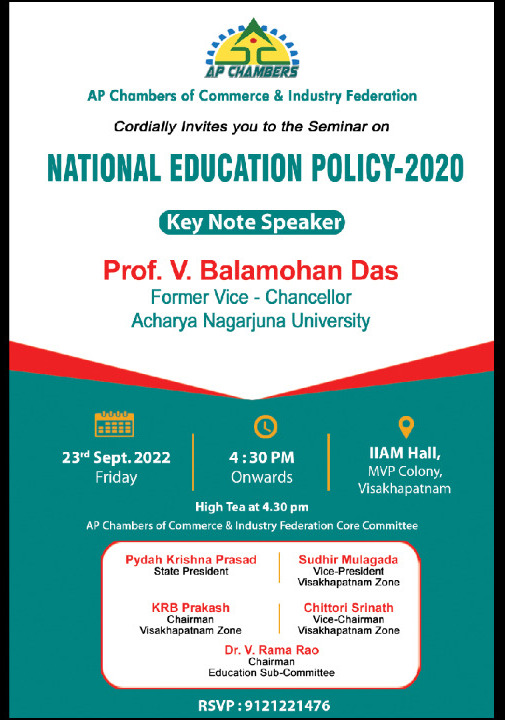 AP CHAMBERS
AP Chambers of Commerce & Industry Federation
Cordially Invites you to the Seminar on
NATIONAL EDUCATION POLICY-2020
Key Note Speaker
Prof. V. Balamohan Das
Former Vice - Chancellor
Acharya Nagarjuna University
23rd Sept. 2022
Friday
4 : 30 PM
Onwards
IIAM Hall,
MVP Colony,
Visakhapatnam
High Tea at 4.30 pm
AP Chambers of Commerce & Industry Federation Core Committee
Pydah Krishna Prasad
State President
Sudhir Mulagada
Vice-President
Visakhapatnam Zone
KRB Prakash
Chairman
Visakhapatnam Zone
Chittori Srinath
Vice-Chairman
Visakhapatnam Zone
Dr. V. Rama Rao
Chairman
Education Sub-Committee
RSVP : 9121221476